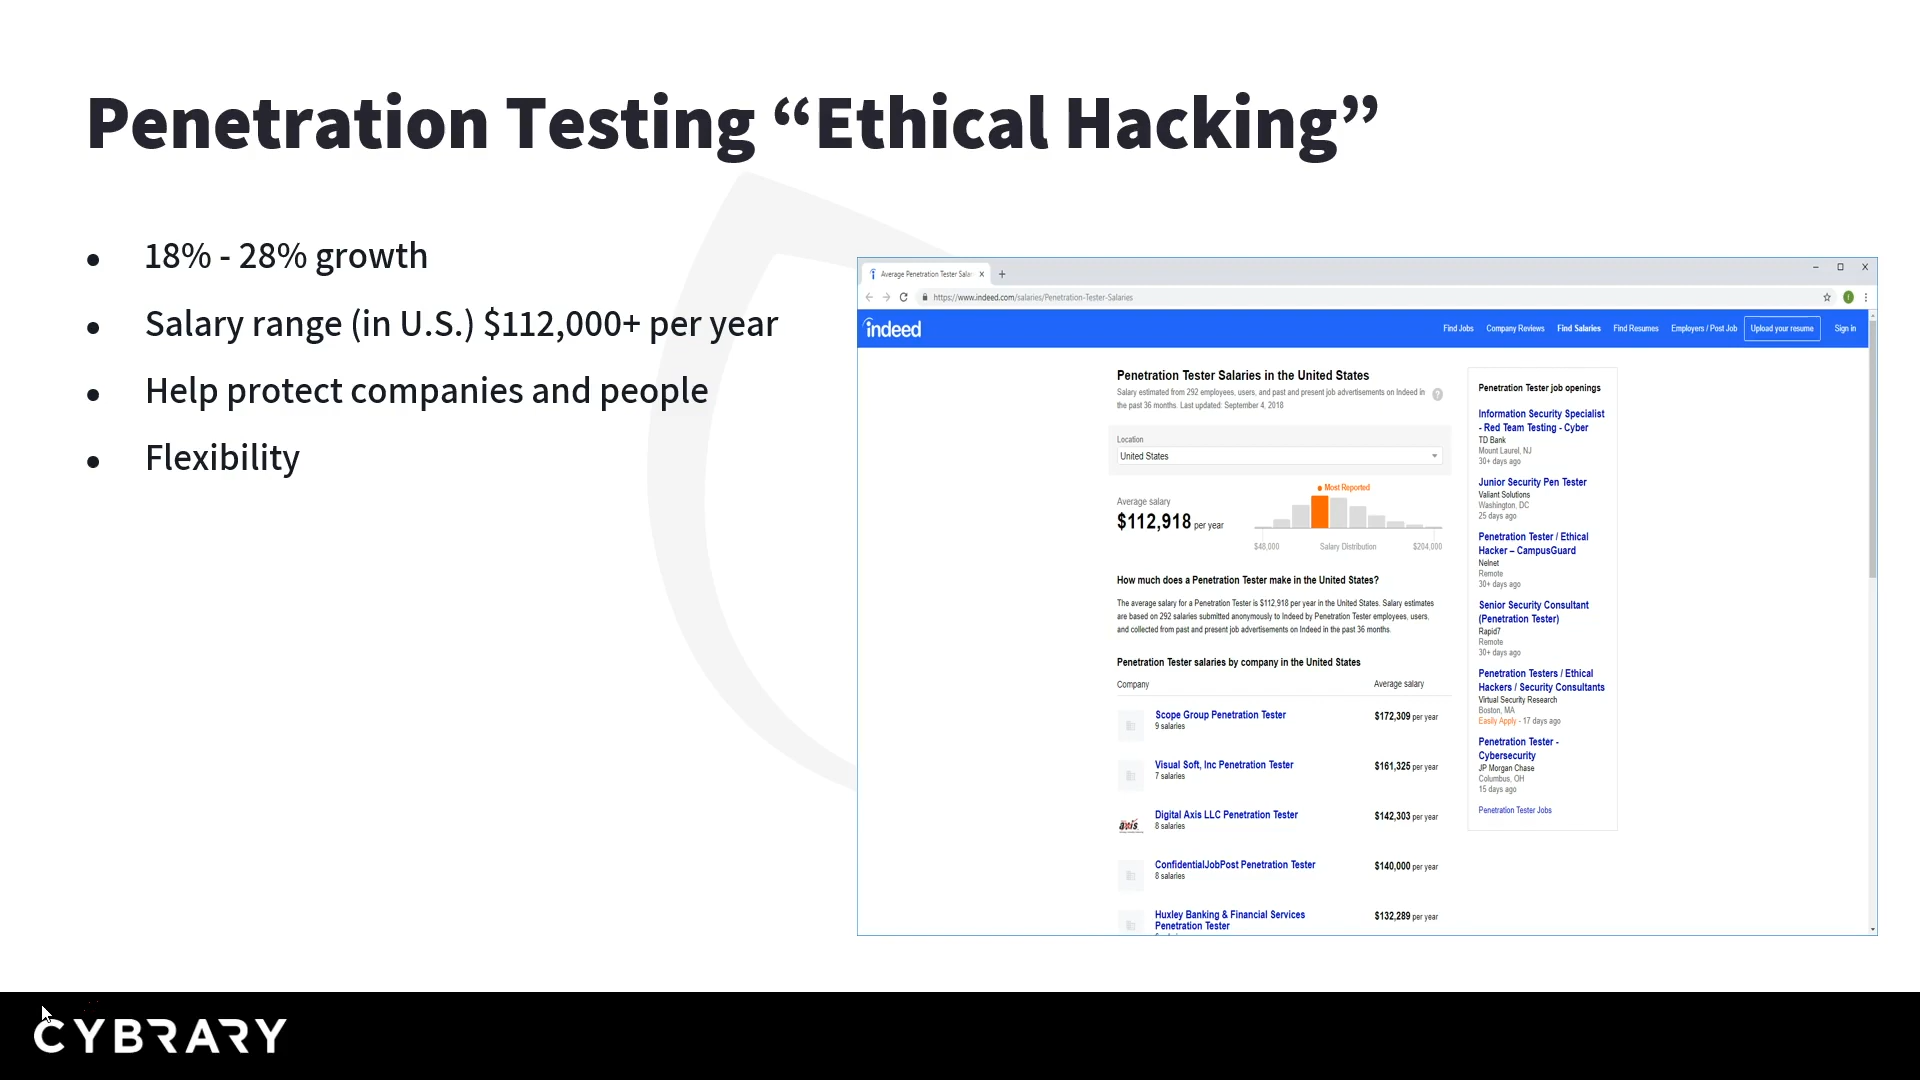 Penetration Testing “Ethical Hacking”
● 18% - 28% growth
● Salary range (in U.S.) $112,000+ per year
● Help protect companies and people
● Flexibility
Average Penetration Tester Salar
https://www.indeed.com/salaries/Penetration-Tester-Salaries
indeed
Find Jobs Company Reviews Find Salaries Find Resumes Employers / Post Job Upload your resume Sign in
Penetration Tester Salaries in the United States
Salary estimated from 292 employees, users, and past and present job advertisements on Indeed in
the past 36 months. Last updated: September 4, 2018
Location
United States
Most Reported
Average salary
$112,918 per year
$48,000 Salary Distribution $204,000
How much does a Penetration Tester make in the United States?
The average salary for a Penetration Tester is $112,918 per year in the United States. Salary estimates
are based on 292 salaries submitted anonymously to Indeed by Penetration Tester employees, users,
and collected from past and present job advertisements on Indeed in the past 36 months.
Penetration Tester salaries by company in the United States
Company Average salary
Scope Group Penetration Tester $172,309 per year
9 salaries
Visual Soft, Inc Penetration Tester $161,325 per year
7 salaries
axis
Digital Axis LLC Penetration Tester $142,303 per year
8 salaries
ConfidentialJobPost Penetration Tester $140,000 per year
8 salaries
Huxley Banking & Financial Services $132,289 per year
Penetration Tester
Penetration Tester job openings
Information Security Specialist
- Red Team Testing - Cyber
TD Bank
Mount Laurel, NJ
30+ days ago
Junior Security Pen Tester
Valiant Solutions
Washington, DC
25 days ago
Penetration Tester / Ethical
Hacker – CampusGuard
Nelnet
Remote
30+ days ago
Senior Security Consultant
(Penetration Tester)
Rapid7
Remote
30+ days ago
Penetration Testers / Ethical
Hackers / Security Consultants
Virtual Security Research
Boston, MA
Easily Apply - 17 days ago
Penetration Tester -
Cybersecurity
JP Morgan Chase
Columbus, OH
15 days ago
Penetration Tester Jobs
CYBRARY